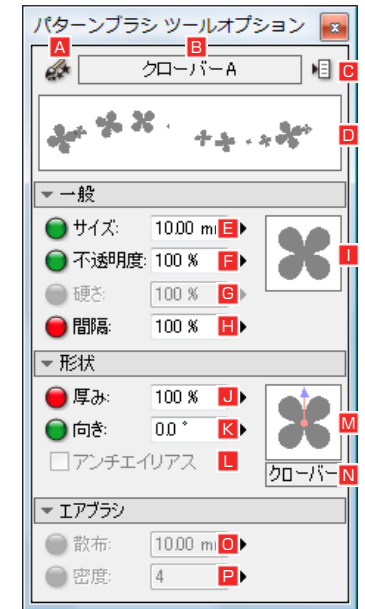 パターンブラシ ツールオプション
A
B
クローバーA
C
D
一般
サイズ: 10.00 m E
不透明度: 100 % F
硬さ: 100 % G
間隔: 100 % H
I
形状
厚み: 100 % J
向き: 0.0 ° K
アンチエイリアス L
M
クローバー N
エアブラシ
散布: 10.00 m O
密度: 4 P